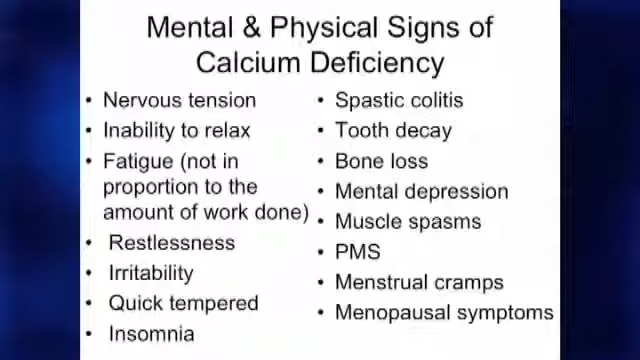 Mental & Physical Signs of
Calcium Deficiency
• Nervous tension
• Inability to relax
• Fatigue (not in
proportion to the
amount of work done)
• Restlessness
• Irritability
• Quick tempered
• Insomnia
• Spastic colitis
• Tooth decay
• Bone loss
• Mental depression
• Muscle spasms
• PMS
• Menstrual cramps
• Menopausal symptoms